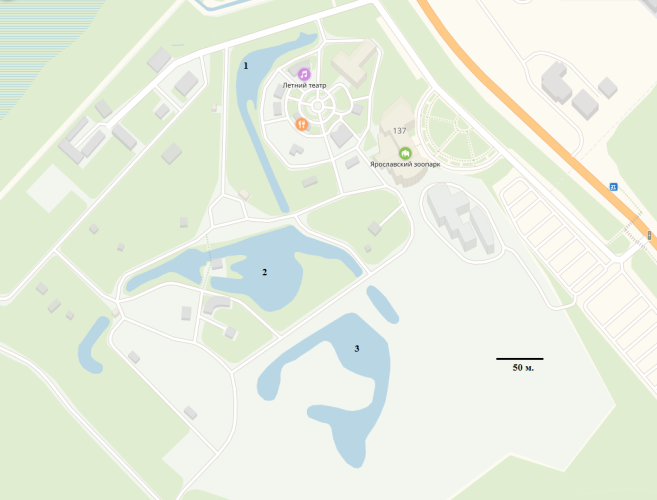 1
Летний театр
137
Ярославский зоопарк
2
3
50 м.